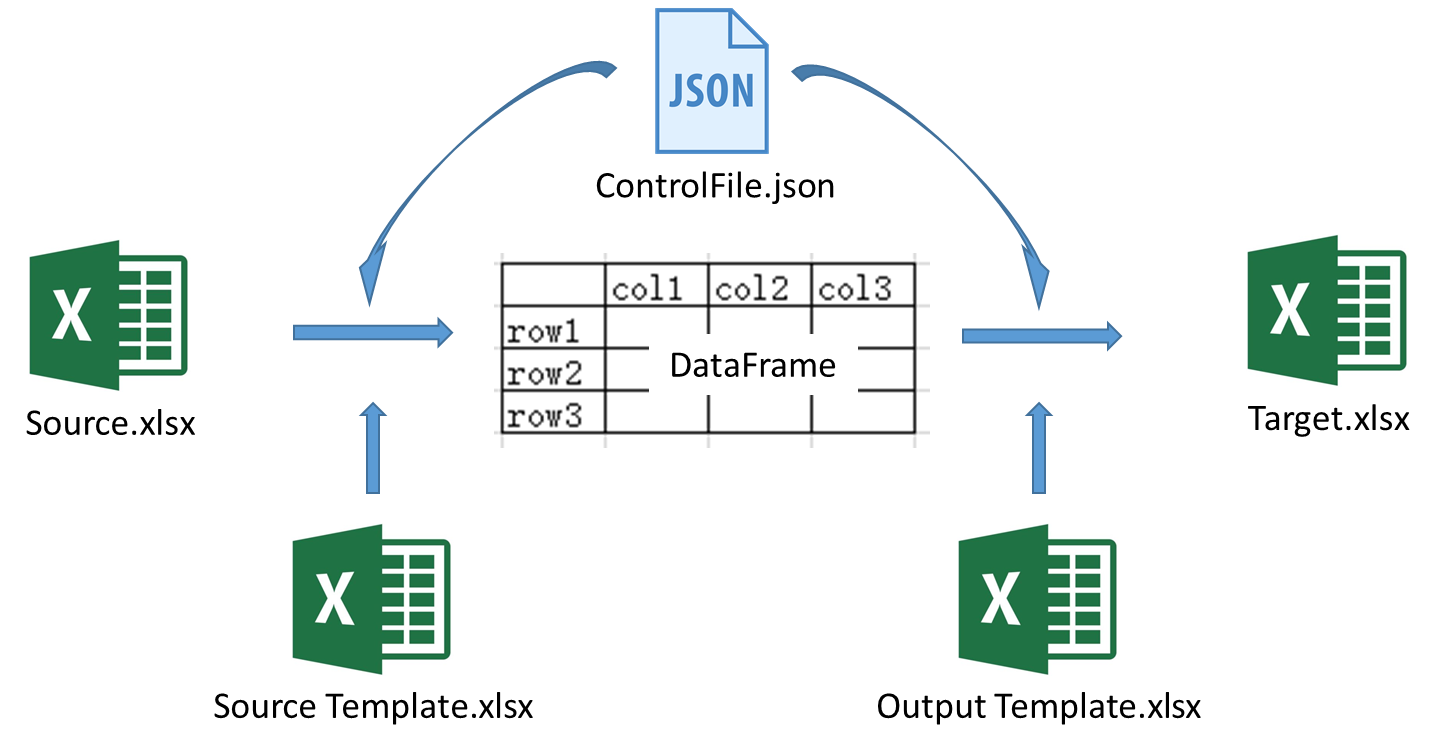 JSON
ControlFile.json
X
X
col1 col2 col3
row1
DataFrame
row2
row3
Source.xlsx
Target.xlsx
X
X
Source Template.xlsx
Output Template.xlsx